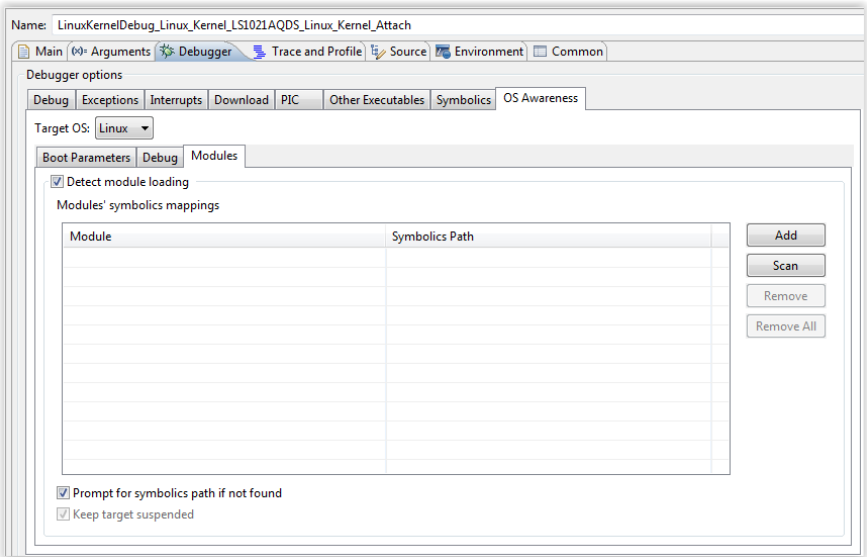 Name: LinuxKernelDebug_Linux_Kernel_LS1021AQDS_Linux_Kernel_Attach
Main (x)= Arguments Debugger Trace and Profile Source Environment Common
Debugger options
Debug Exceptions Interrupts Download PIC Other Executables Symbolics OS Awareness
Target OS: Linux
Boot Parameters Debug Modules
Detect module loading
Modules' symbolics mappings
Module Symbolics Path
Add
Scan
Remove
Remove All
Prompt for symbolics path if not found
Keep target suspended